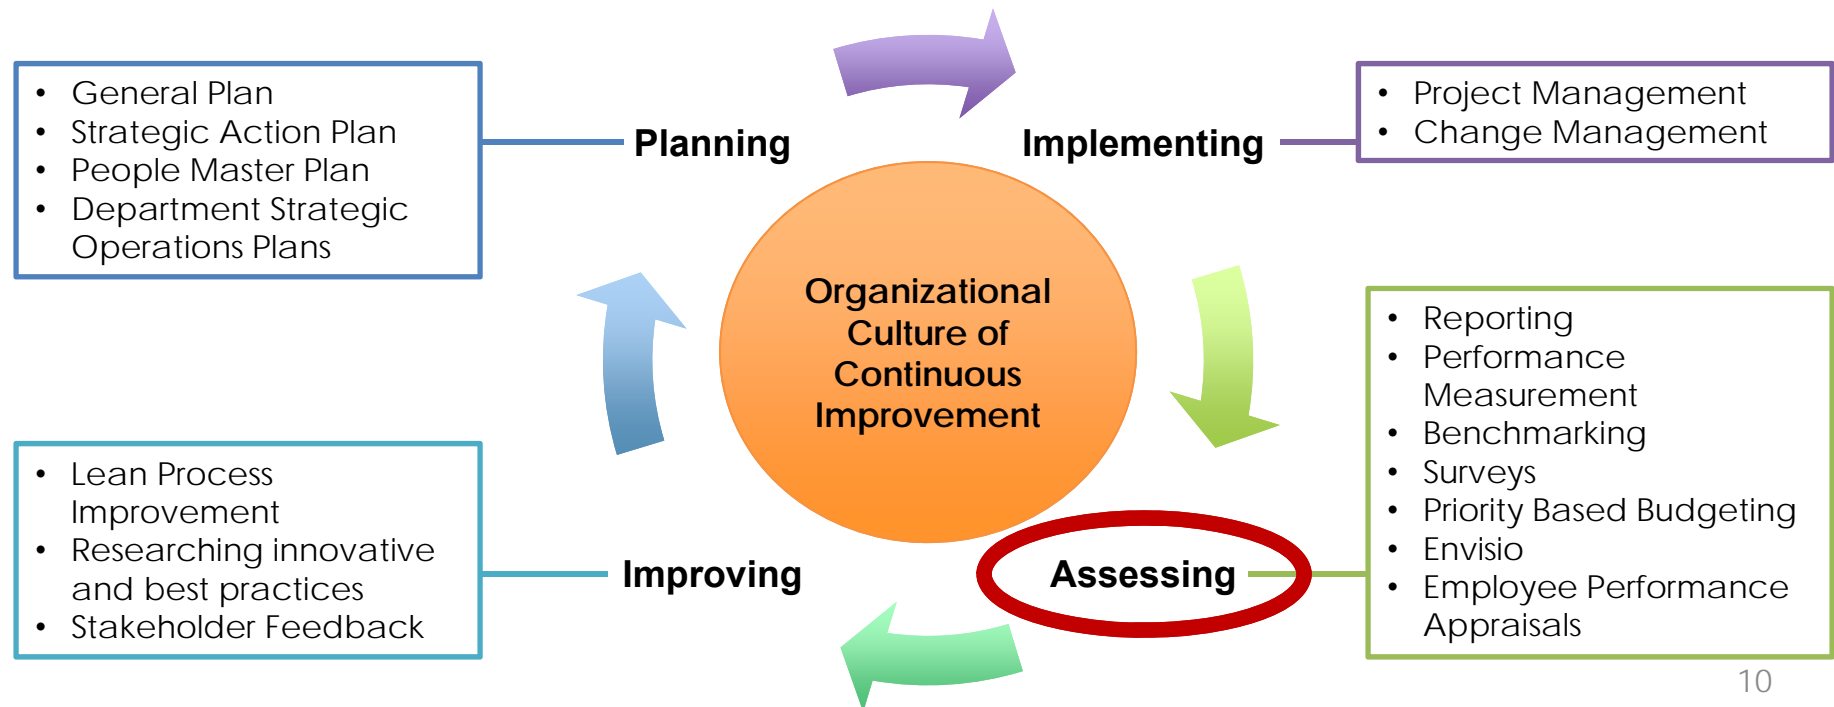 • General Plan
• Strategic Action Plan
• People Master Plan
• Department Strategic
Operations Plans
Planning
Implementing
• Project Management
• Change Management
Organizational
Culture of
Continuous
Improvement
• Reporting
• Performance
Measurement
• Benchmarking
• Surveys
• Priority Based Budgeting
• Envisio
• Employee Performance
Appraisals
• Lean Process
Improvement
• Researching innovative
and best practices
• Stakeholder Feedback
Improving
Assessing
10